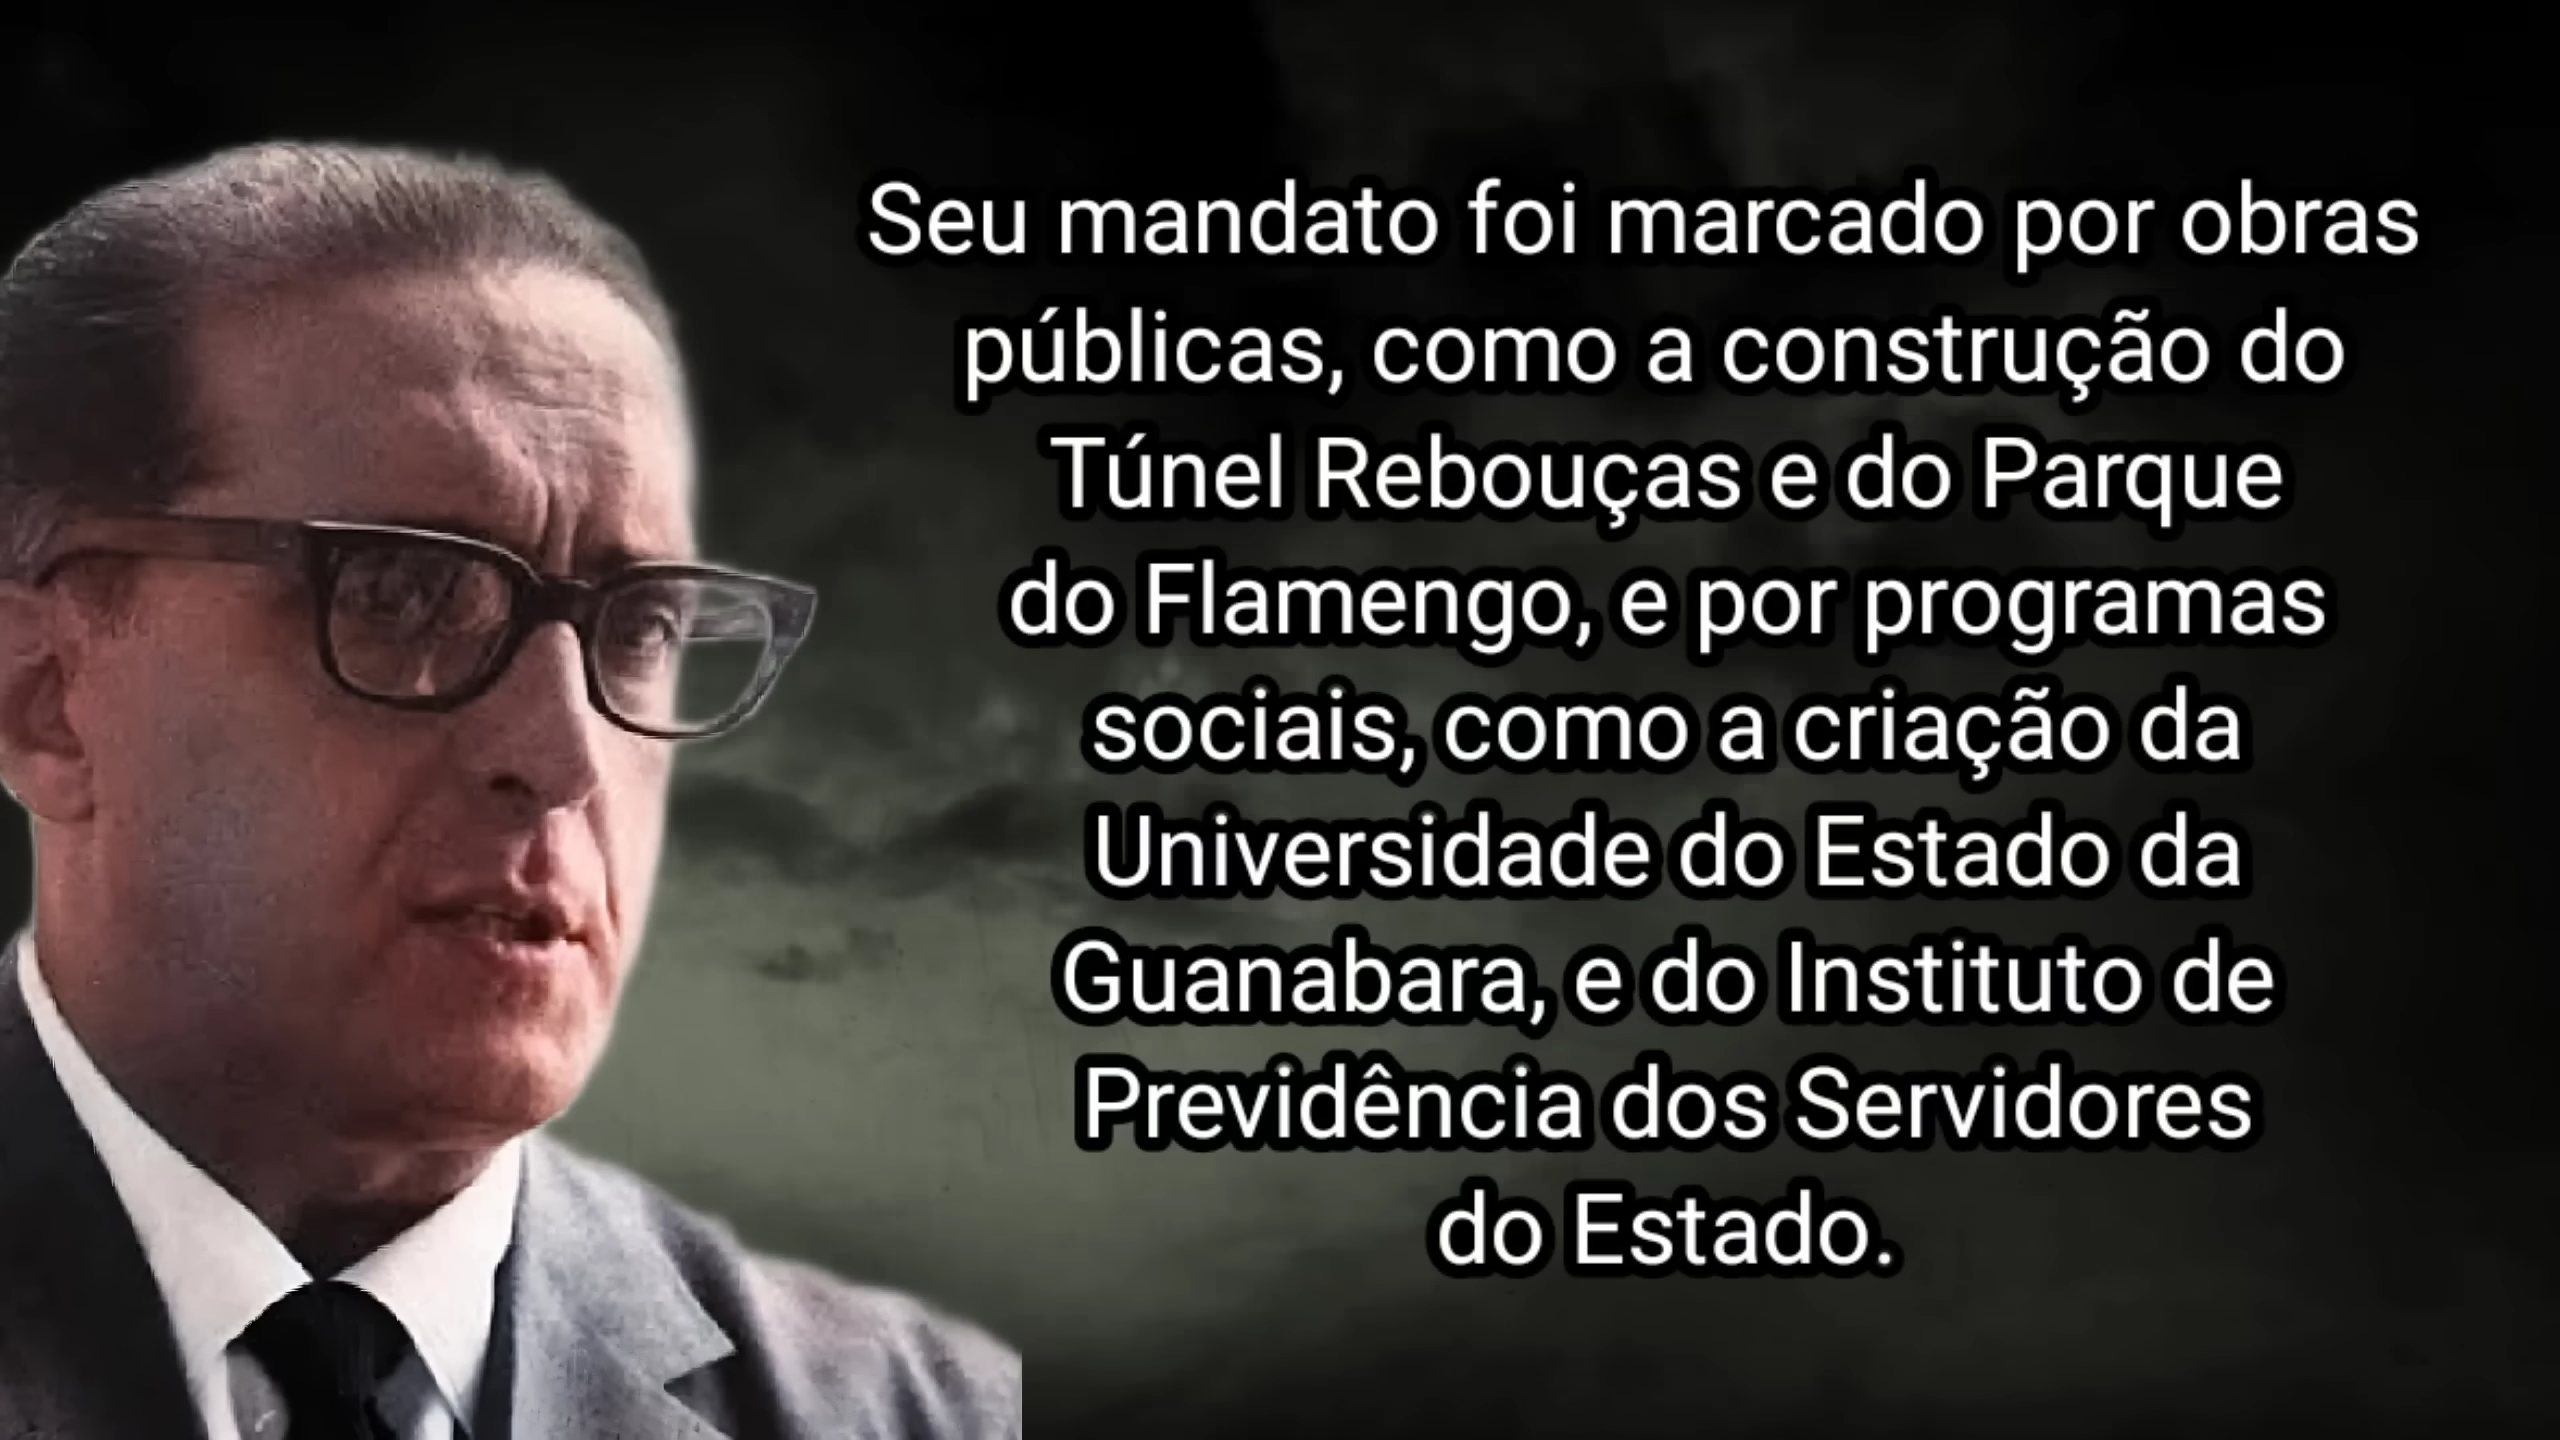 Seu mandato foi marcado por obras
públicas, como a construção do
Túnel Rebouças e do Parque
do Flamengo, e por programas
sociais, como a criação da
Universidade do Estado da
Guanabara, e do Instituto de
Previdência dos Servidores
do Estado.